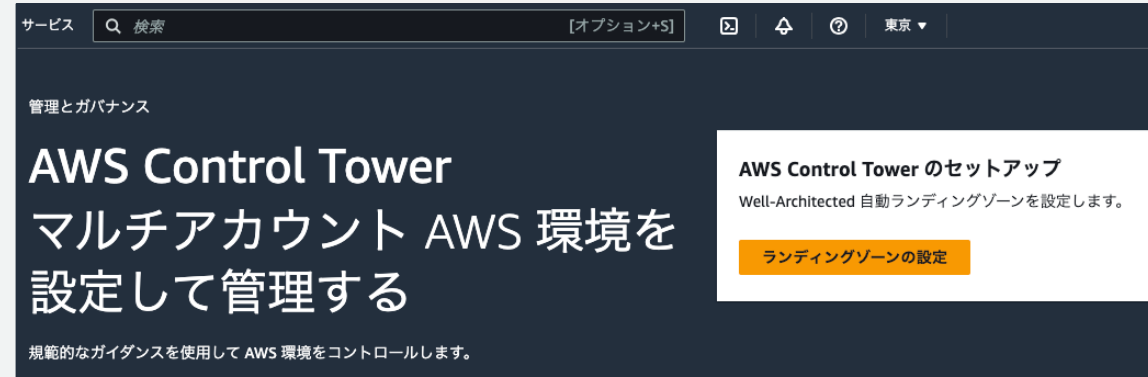 サービス 検索 [オプション+S] 東京 ▼
管理とガバナンス
AWS Control Tower
マルチアカウント AWS 環境を
設定して管理する
規範的なガイダンスを使用して AWS 環境をコントロールします。
AWS Control Tower のセットアップ
Well-Architected 自動ランディングゾーンを設定します。
ランディングゾーンの設定